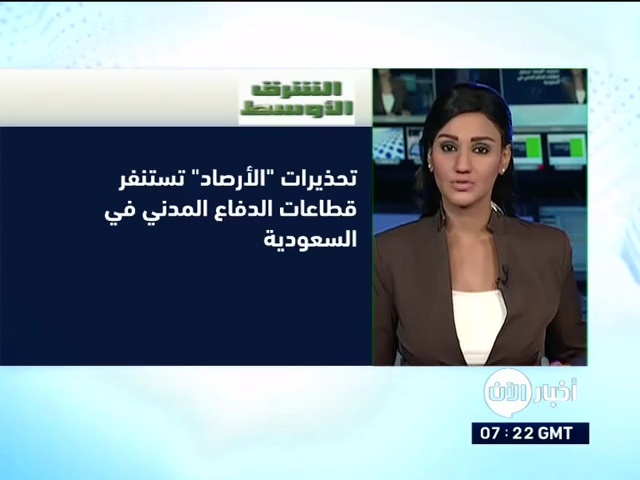 الشرق
الأوسط
تحذيرات "الأرصاد" تستنفر
قطاعات الدفاع المدني في
السعودية
أخبار الآن
07:22 GMT